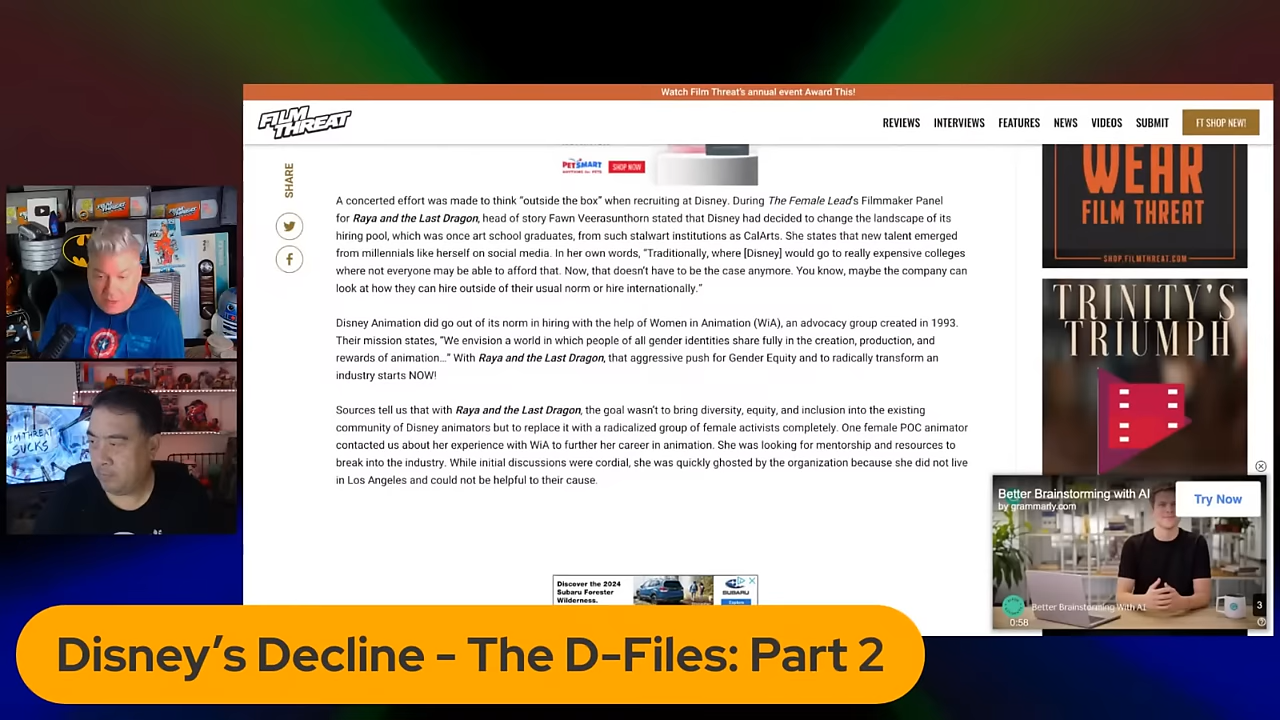 Watch Film Threat's annual event Award This!
FILM THREAT
REVIEWS INTERVIEWS FEATURES NEWS VIDEOS SUBMIT FT SHOP NEW!
SHARE
PETSMART
SHOP NOW
A concerted effort was made to think “outside the box” when recruiting at Disney. During The Female Lead's Filmmaker Panel
for Raya and the Last Dragon, head of story Fawn Veerasunthorn stated that Disney had decided to change the landscape of its
hiring pool, which was once art school graduates, from such stalwart institutions as CalArts. She states that new talent emerged
from millennials like herself on social media. In her own words, “Traditionally, where [Disney] would go to really expensive colleges
where not everyone may be able to afford that. Now, that doesn’t have to be the case anymore. You know, maybe the company can
look at how they can hire outside of their usual norm or hire internationally.”
Disney Animation did go out of its norm in hiring with the help of Women in Animation (WiA), an advocacy group created in 1993.
Their mission states, “We envision a world in which people of all gender identities share fully in the creation, production, and
rewards of animation…” With Raya and the Last Dragon, that aggressive push for Gender Equity and to radically transform an
industry starts NOW!
Sources tell us that with Raya and the Last Dragon, the goal wasn’t to bring diversity, equity, and inclusion into the existing
community of Disney animators but to replace it with a radicalized group of female activists completely. One female POC animator
contacted us about her experience with WiA to further her career in animation. She was looking for mentorship and resources to
break into the industry. While initial discussions were cordial, she was quickly ghosted by the organization because she did not live
in Los Angeles and could not be helpful to their cause.
WEAR
FILM THREAT
SHOP.FILMTHREAT.COM
TRINITY'S
TRIUMPH
Better Brainstorming with AI
by grammarly.com
Try Now
Better Brainstorming With AI
0:58
3
Discover the 2024
Subaru Forester
Wilderness.
SUBARU
Explore
SUCKS
Disney’s Decline - The D-Files: Part 2